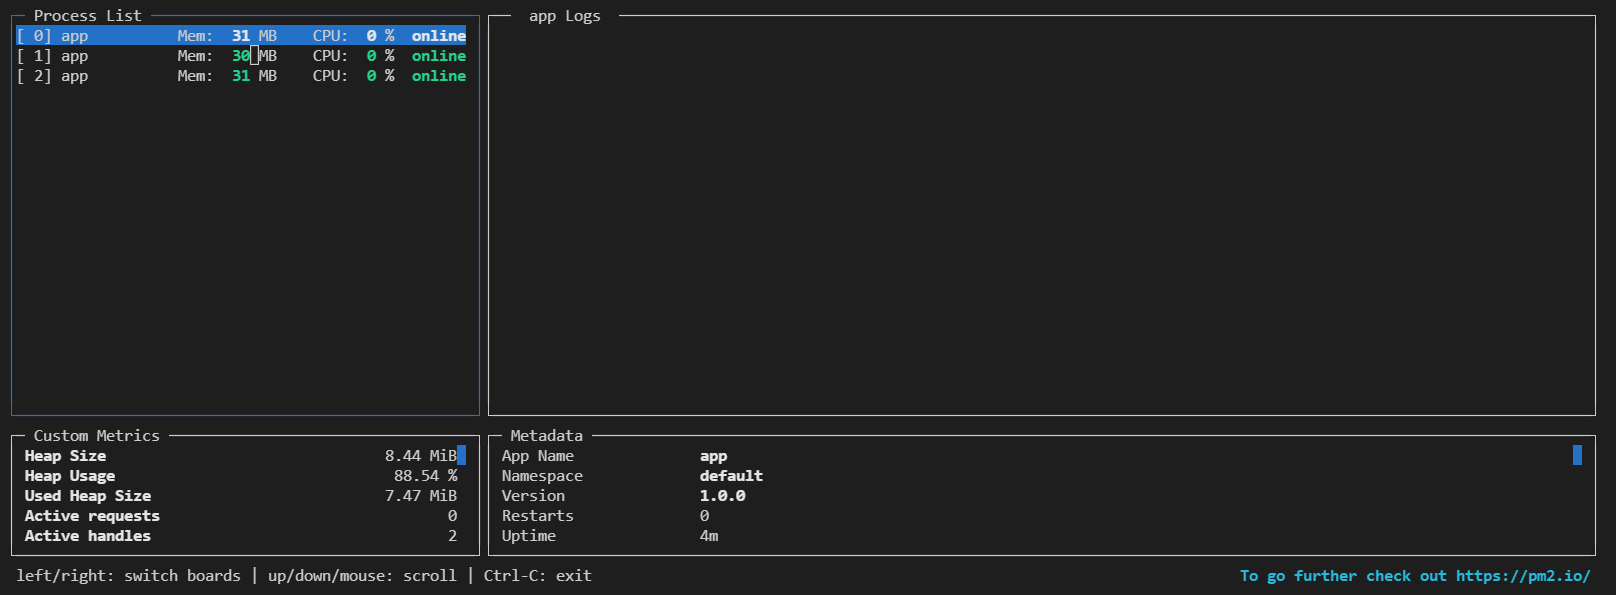 Process List
[ 0] app Mem: 31 MB CPU: 0 % online
[ 1] app Mem: 30 MB CPU: 0 % online
[ 2] app Mem: 31 MB CPU: 0 % online
app Logs
Custom Metrics
Heap Size 8.44 MiB
Heap Usage 88.54 %
Used Heap Size 7.47 MiB
Active requests 0
Active handles 2
Metadata
App Name app
Namespace default
Version 1.0.0
Restarts 0
Uptime 4m
left/right: switch boards | up/down/mouse: scroll | Ctrl-C: exit
To go further check out https://pm2.io/